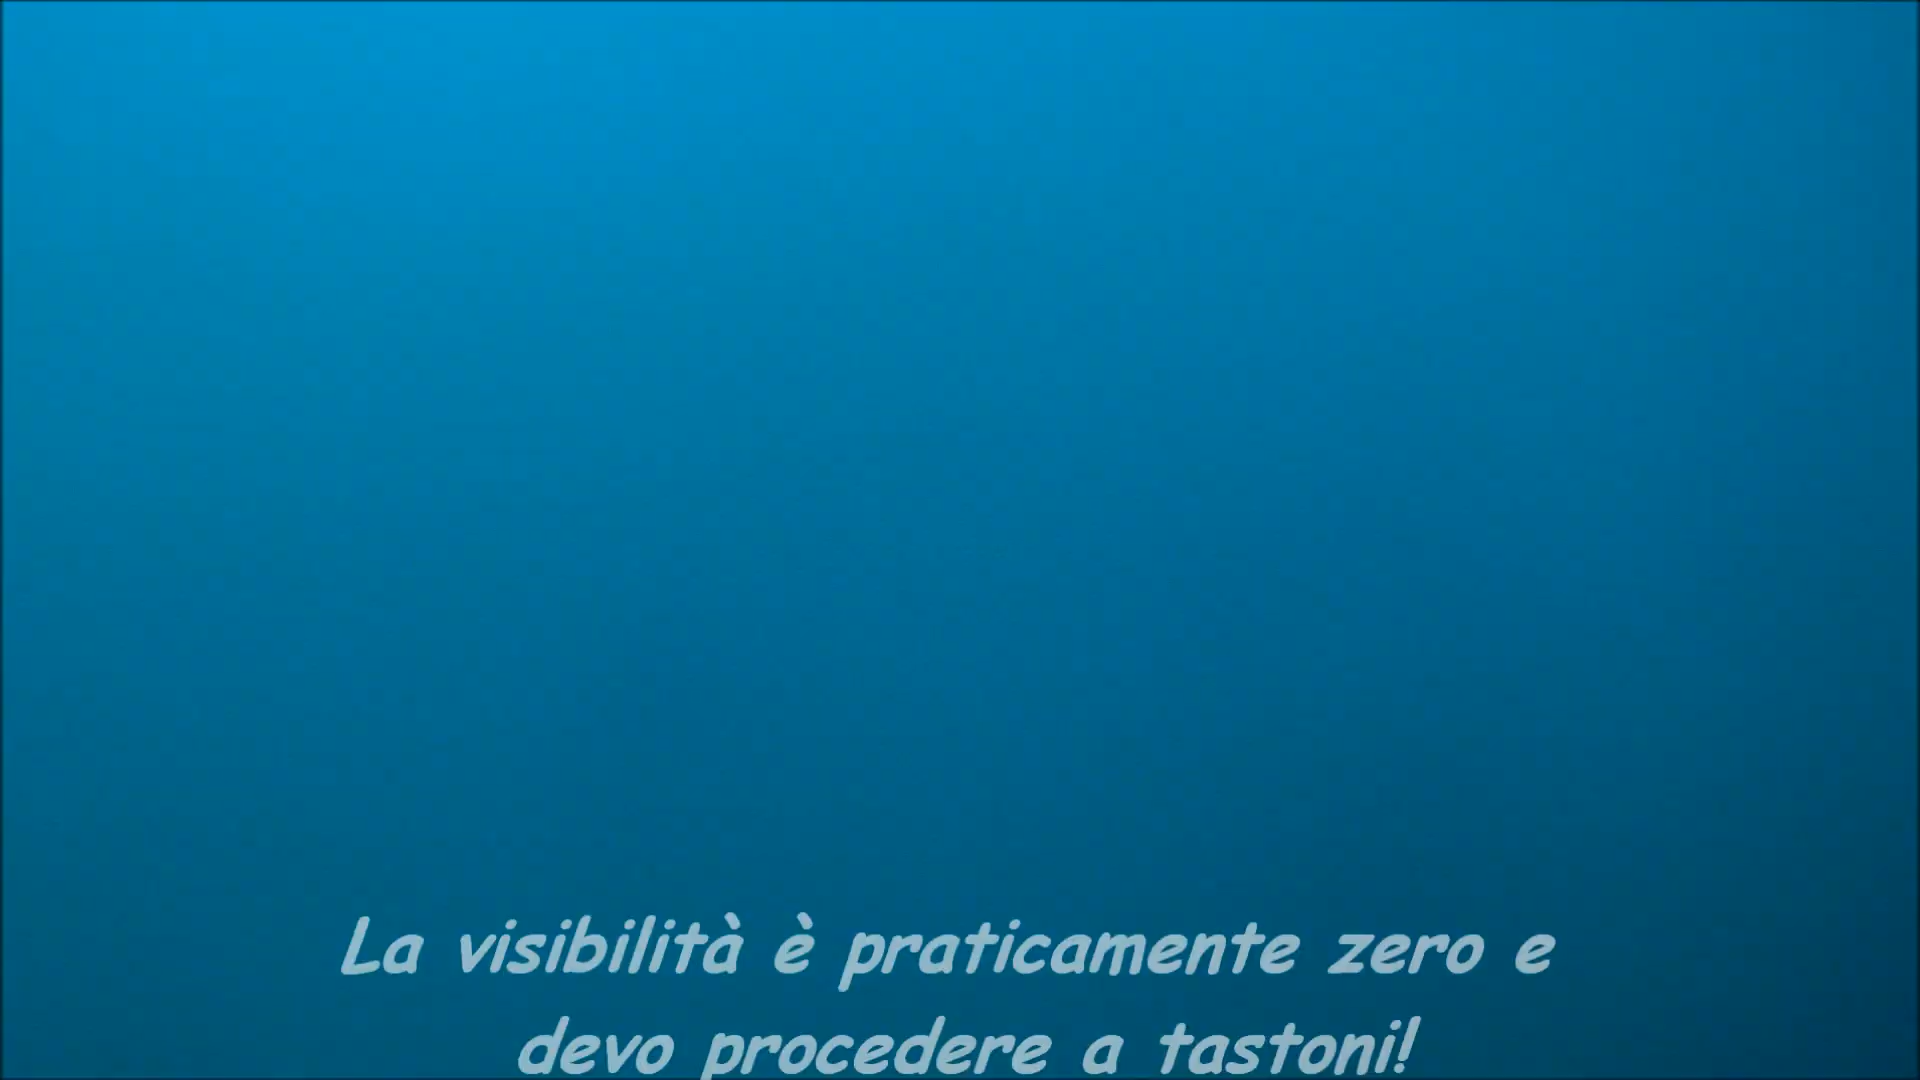 La visibilità è praticamente zero e
devo procedere a tastoni!